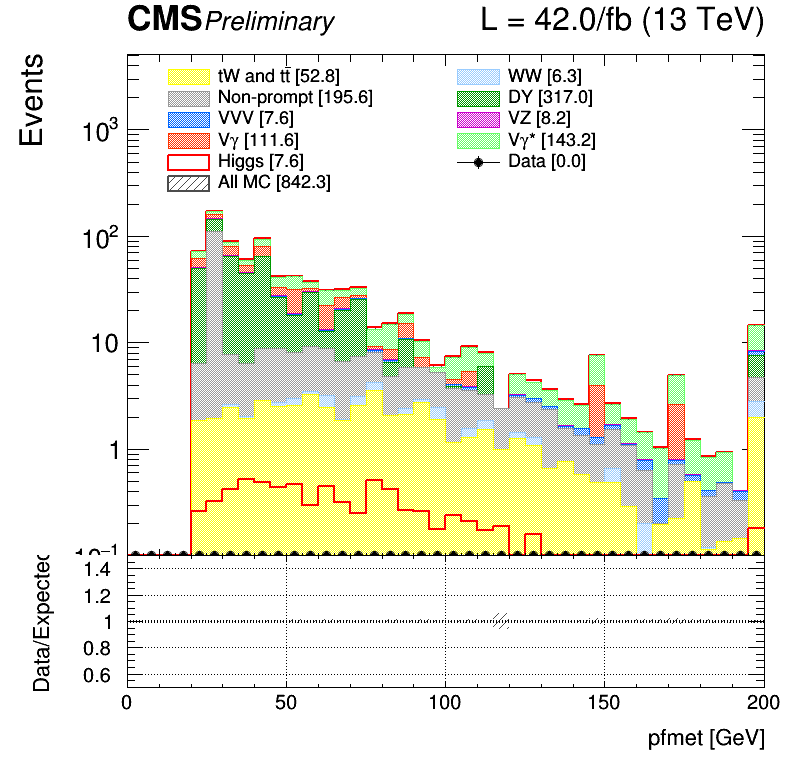 CMS Preliminary L = 42.0/fb (13 TeV)
Events
tW and tt̄ [52.8] WW [6.3]
Non-prompt [195.6] DY [317.0]
VVV [7.6] VZ [8.2]
Vγ [111.6] Vγ* [143.2]
Higgs [7.6] Data [0.0]
All MC [842.3]
10³
10²
10
1
10⁻¹
Data/Expected
1.4
1.2
1
0.8
0.6
0 50 100 150 200
pfmet [GeV]